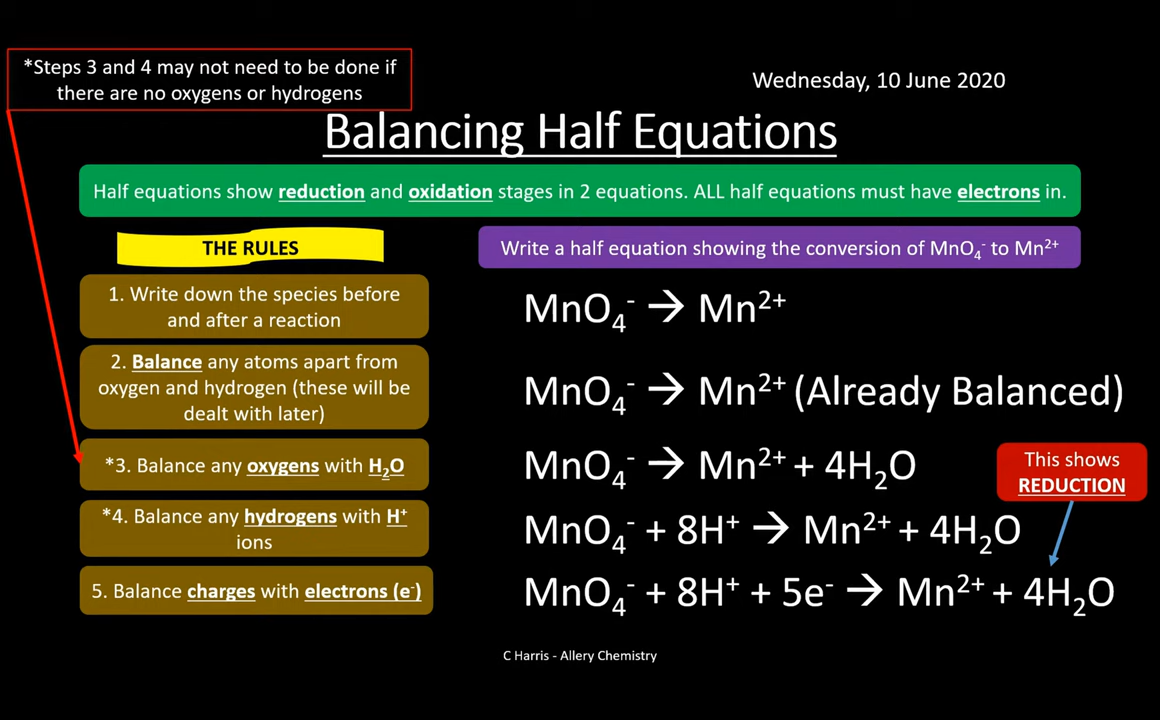 *Steps 3 and 4 may not need to be done if
there are no oxygens or hydrogens
Wednesday, 10 June 2020
Balancing Half Equations
Half equations show reduction and oxidation stages in 2 equations. ALL half equations must have electrons in.
THE RULES
1. Write down the species before
and after a reaction
2. Balance any atoms apart from
oxygen and hydrogen (these will be
dealt with later)
*3. Balance any oxygens with H₂O
*4. Balance any hydrogens with H⁺
ions
5. Balance charges with electrons (e⁻)
Write a half equation showing the conversion of MnO₄⁻ to Mn²⁺
MnO₄⁻ → Mn²⁺
MnO₄⁻ → Mn²⁺ (Already Balanced)
MnO₄⁻ → Mn²⁺ + 4H₂O
MnO₄⁻ + 8H⁺ → Mn²⁺ + 4H₂O
MnO₄⁻ + 8H⁺ + 5e⁻ → Mn²⁺ + 4H₂O
This shows
REDUCTION
C Harris - Allery Chemistry